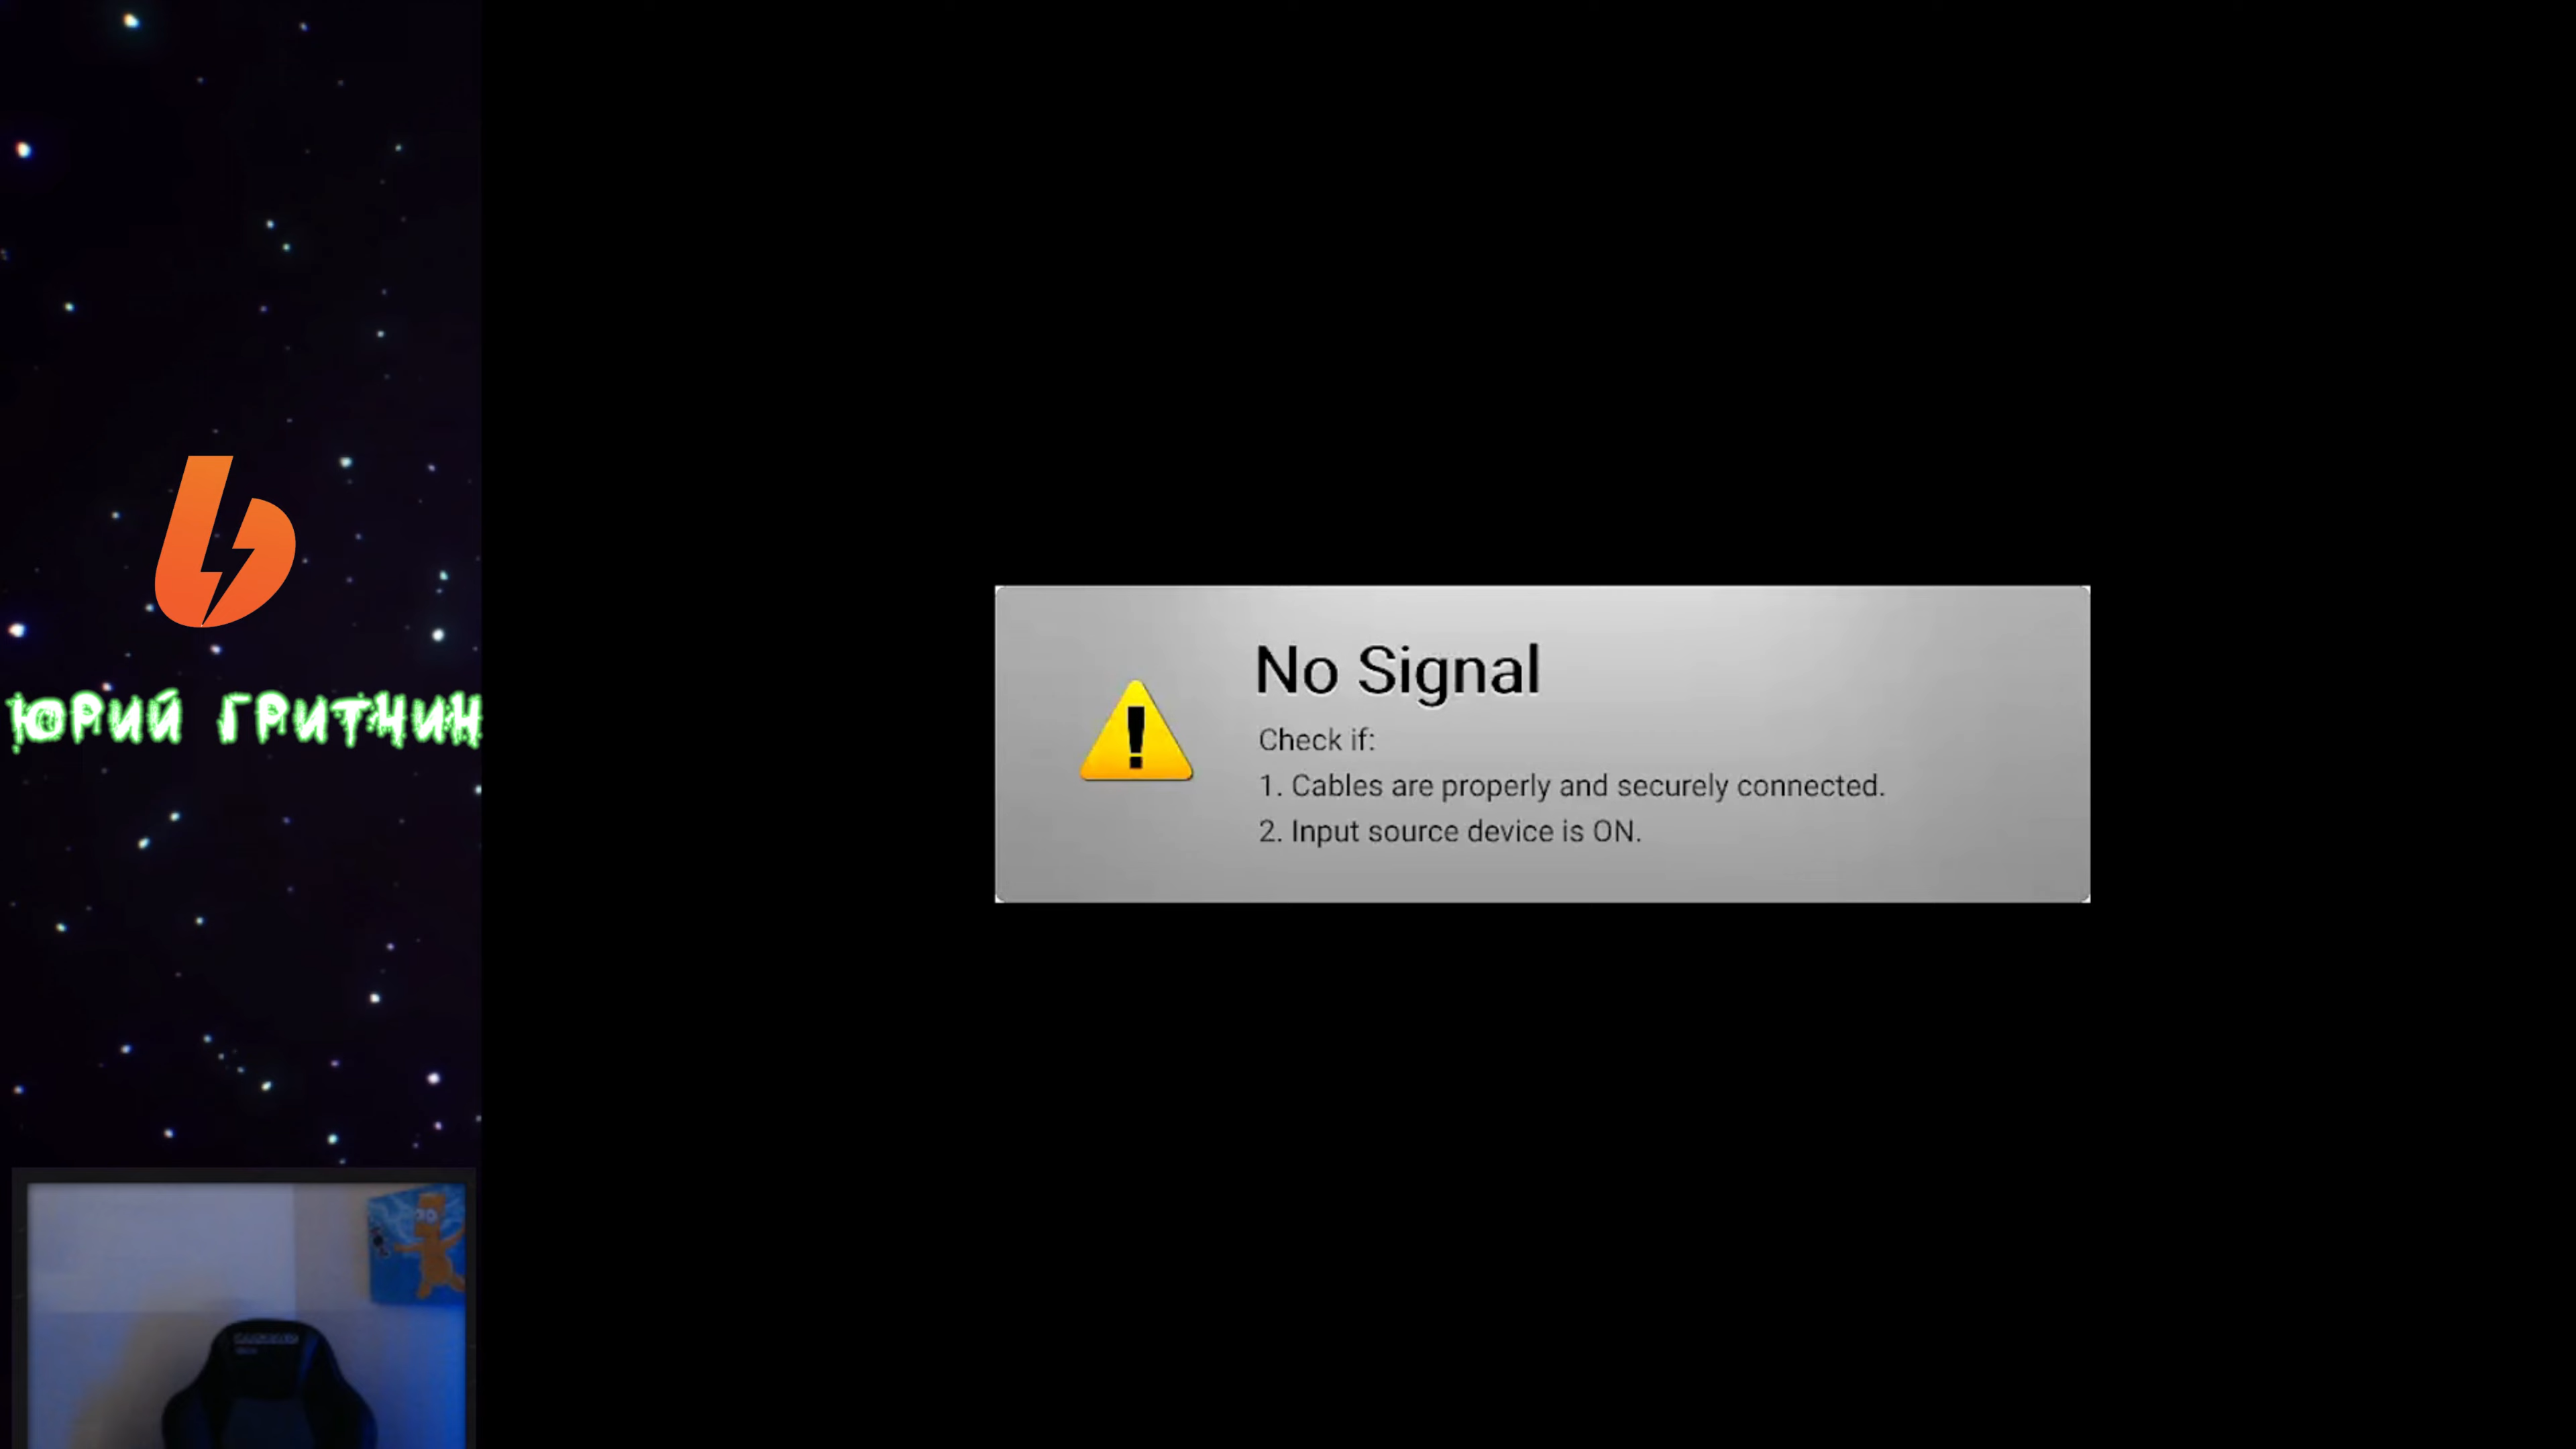 ЮРИЙ ГРИТЧИН
No Signal
Check if:
1. Cables are properly and securely connected.
2. Input source device is ON.